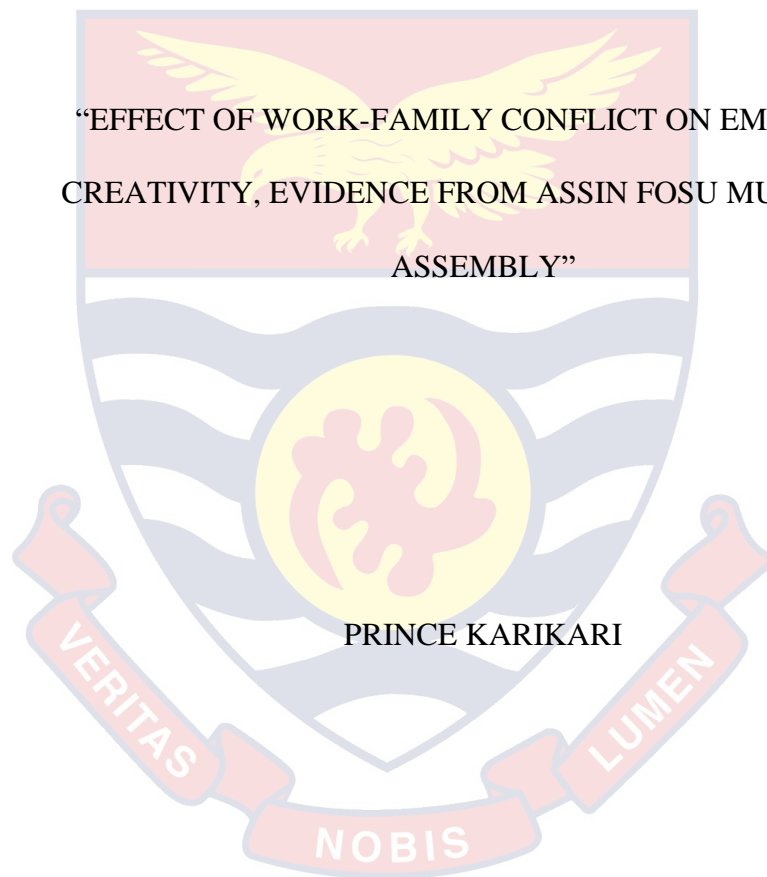 “EFFECT OF WORK-FAMILY CONFLICT ON EM
CREATIVITY, EVIDENCE FROM ASSIN FOSU MU
ASSEMBLY”
PRINCE KARIKARI
VERITAS
NOBIS
LUMEN